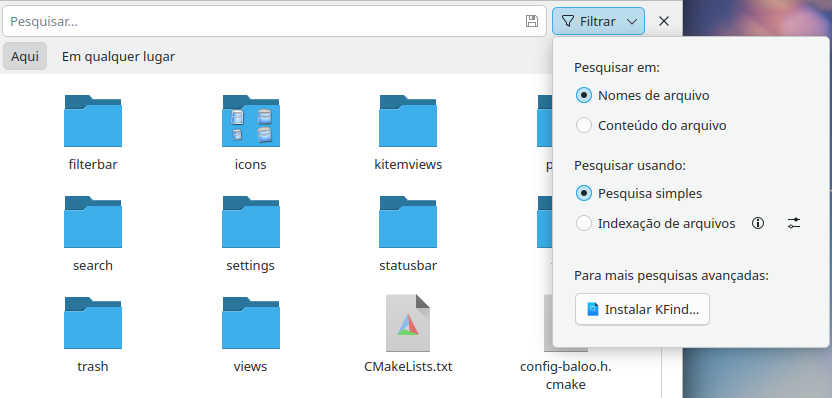 Pesquisar...
Filtrar
Aqui
Em qualquer lugar
Pesquisar em:
Nomes de arquivo
Conteúdo do arquivo
Pesquisar usando:
Pesquisa simples
Indexação de arquivos
Para mais pesquisas avançadas:
Instalar KFind...
filterbar
icons
kitemviews
search
settings
statusbar
trash
views
CMakeLists.txt
config-baloo.h.
cmake